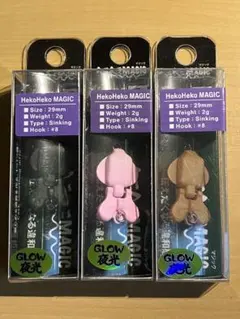 HekoHeko MAGIC
■ Size : 29mm
■ Weight : 2g
■ Type : Sinking
■ Hook : #8
HekoHeko MAGIC
■ Size : 29mm
■ Weight : 2g
■ Type : Sinking
■ Hook : #8
HekoHeko MAGIC
■ Size : 29mm
■ Weight : 2g
■ Type : Sinking
■ Hook : #8
MAGIC
GLOW
夜光
GLOW
夜光
GLOW
夜光